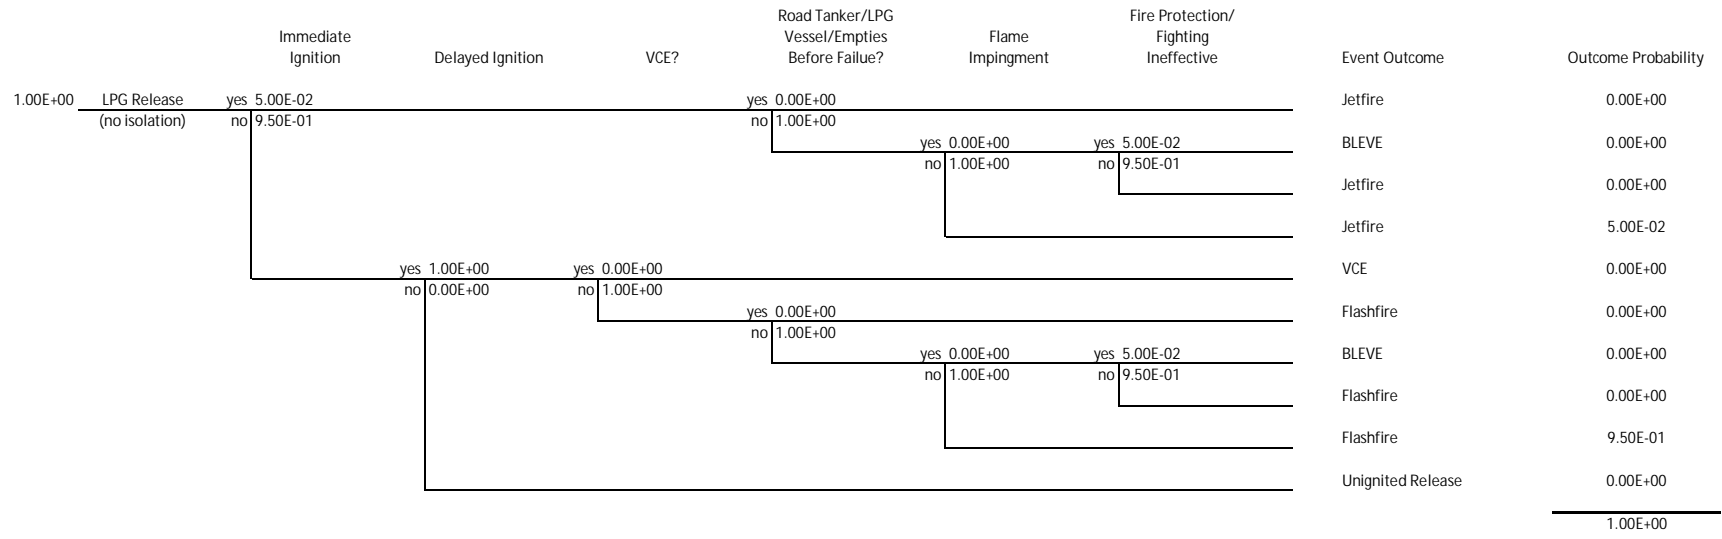 Road Tanker/LPG Fire Protection/
Immediate Vessel/Empties Flame Fighting
Ignition Delayed Ignition VCE? Before Failue? Impingment Ineffective Event Outcome Outcome Probability
1.00E+00 LPG Release yes 5.00E-02 yes 0.00E+00 Jetfire 0.00E+00
(no isolation) no 9.50E-01 no 1.00E+00
yes 0.00E+00 yes 5.00E-02 BLEVE 0.00E+00
no 1.00E+00 no 9.50E-01
Jetfire 0.00E+00
Jetfire 5.00E-02
yes 1.00E+00 yes 0.00E+00 VCE 0.00E+00
no 0.00E+00 no 1.00E+00
yes 0.00E+00 Flashfire 0.00E+00
no 1.00E+00
yes 0.00E+00 yes 5.00E-02 BLEVE 0.00E+00
no 1.00E+00 no 9.50E-01
Flashfire 0.00E+00
Flashfire 9.50E-01
Unignited Release 0.00E+00
1.00E+00